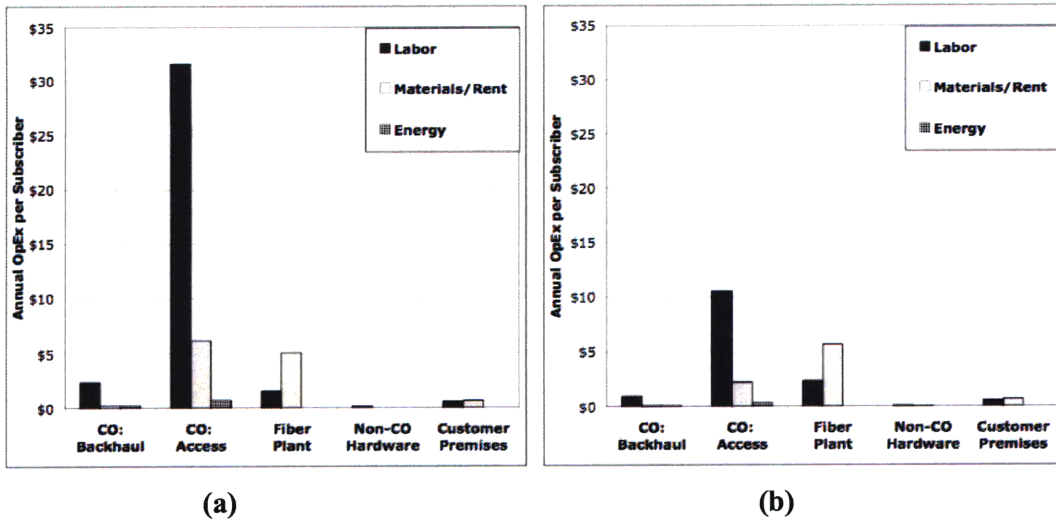 Annual OpEx per Subscriber
$35
$30
$25
$20
$15
$10
$5
$0
Labor
Materials/Rent
Energy
CO:
Backhaul
CO:
Access
Fiber
Plant
Non-CO
Hardware
Customer
Premises
(a)
Annual OpEx per Subscriber
$35
$30
$25
$20
$15
$10
$5
$0
Labor
Materials/Rent
Energy
CO:
Backhaul
CO:
Access
Fiber
Plant
Non-CO
Hardware
Customer
Premises
(b)